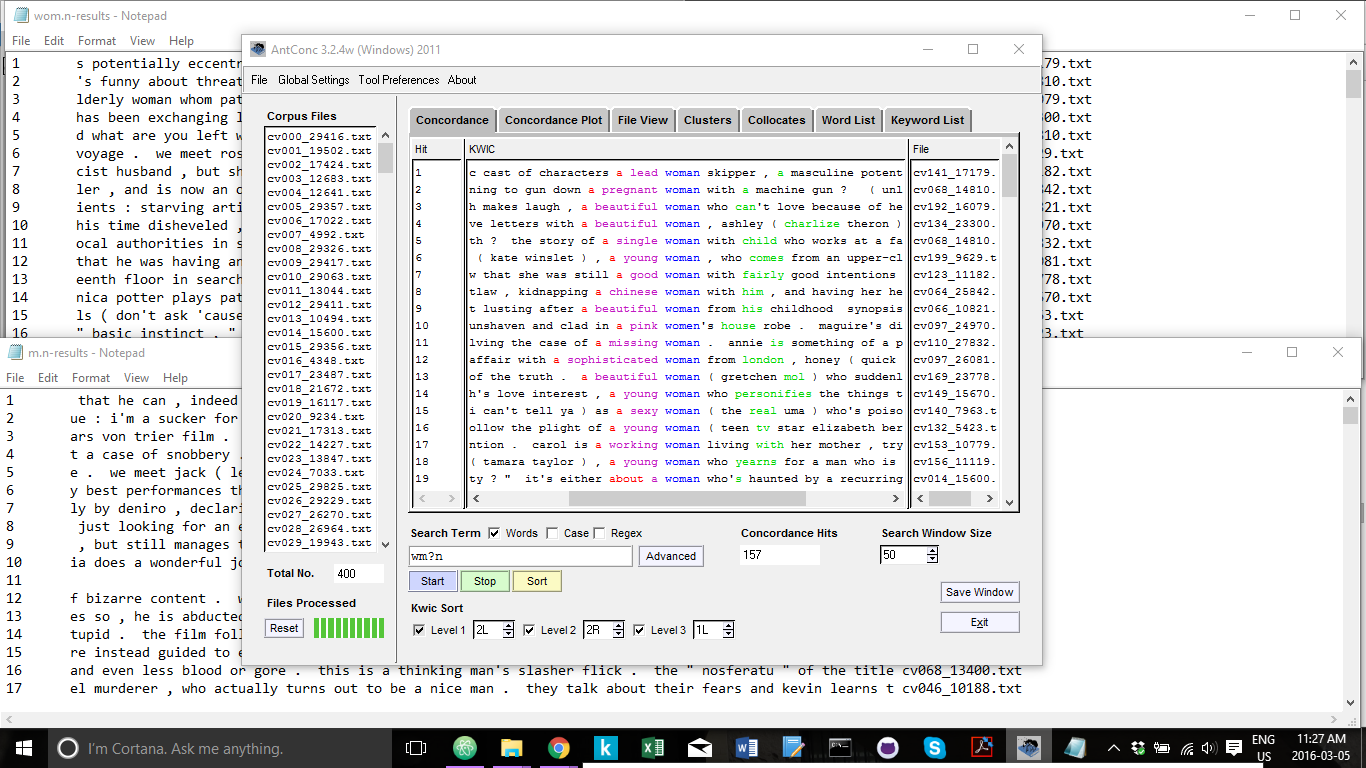 wom.n-results - Notepad
File Edit Format View Help
1 s potentially eccentr 79.txt
2 's funny about threat 810.txt
3 lderly woman whom pat 079.txt
4 has been exchanging l 300.txt
5 d what are you left w 810.txt
6 voyage . we meet ros 29.txt
7 cist husband , but sh 182.txt
8 ler , and is now an o 842.txt
9 ients : starving arti 821.txt
10 his time disheveled , 970.txt
11 ocal authorities in s 832.txt
12 that he was having an 081.txt
13 eenth floor in search 778.txt
14 nica potter plays pat 670.txt
15 ls ( don't ask 'cause 63.txt
16 " basic instinct . " 23.txt
AntConc 3.2.4w (Windows) 2011
File Global Settings Tool Preferences About
Corpus Files
cv000_29416.txt
cv001_19502.txt
cv002_17424.txt
cv003_12683.txt
cv004_12641.txt
cv005_29357.txt
cv006_17022.txt
cv007_4992.txt
cv008_29326.txt
cv009_29417.txt
cv010_29063.txt
cv011_13044.txt
cv012_29411.txt
cv013_10494.txt
cv014_15600.txt
cv015_29356.txt
cv016_4348.txt
cv017_23487.txt
cv018_21672.txt
cv019_16117.txt
cv020_9234.txt
cv021_17313.txt
cv022_14227.txt
cv023_13847.txt
cv024_7033.txt
cv025_29825.txt
cv026_29229.txt
cv027_26270.txt
cv028_26964.txt
cv029_19943.txt
Total No. 400
Files Processed
Reset
Concordance Concordance Plot File View Clusters Collocates Word List Keyword List
Hit KWIC File
1 c cast of characters a lead woman skipper , a masculine potent cv141_17179.
2 ning to gun down a pregnant woman with a machine gun ? ( unl cv068_14810.
3 h makes laugh , a beautiful woman who can't love because of he cv192_16079.
4 ve letters with a beautiful woman , ashley ( charlize theron ) cv134_23300.
5 th ? the story of a single woman with child who works at a fa cv068_14810.
6 ( kate winslet ) , a young woman , who comes from an upper-cl cv199_9629.t
7 w that she was still a good woman with fairly good intentions cv123_11182.
8 tlaw , kidnapping a chinese woman with him , and having her he cv064_25842.
9 t lusting after a beautiful woman from his childhood synopsis cv066_10821.
10 unshaven and clad in a pink women's house robe . maguire's di cv097_24970.
11 lving the case of a missing woman . annie is something of a p cv110_27832.
12 affair with a sophisticated woman from london , honey ( quick cv097_26081.
13 of the truth . a beautiful woman ( gretchen mol ) who suddenl cv169_23778.
14 h's love interest , a young woman who personifies the things t cv149_15670.
15 i can't tell ya ) as a sexy woman ( the real uma ) who's poiso cv140_7963.t
16 ollow the plight of a young woman ( teen tv star elizabeth ber cv132_5423.t
17 ntion . carol is a working woman living with her mother , try cv153_10779.
18 ( tamara taylor ) , a young woman who yearns for a man who is cv156_11119.
19 ty ? " it's either about a woman who's haunted by a recurring cv014_15600.
Search Term Words Case Regex
wm?n Advanced
Start Stop Sort
Concordance Hits
157
Search Window Size
50
Kwic Sort
Level 1 2L Level 2 2R Level 3 1L
Save Window
Exit
m.n-results - Notepad
File Edit Format View Help
1 that he can , indeed
2 ue : i'm a sucker for
3 ars von trier film .
4 t a case of snobbery
5 e . we meet jack ( le
6 y best performances th
7 ly by deniro , declari
8 just looking for an e
9 , but still manages t
10 ia does a wonderful jo
11
12 f bizarre content . w
13 es so , he is abducted
14 tupid . the film foll
15 re instead guided to e
16 and even less blood or gore . this is a thinking man's slasher flick . the " nosferatu " of the title cv068_13400.txt
17 el murderer , who actually turns out to be a nice man . they talk about their fears and kevin learns t cv046_10188.txt
I'm Cortana. Ask me anything.
ENG
US
11:27 AM
2016-03-05